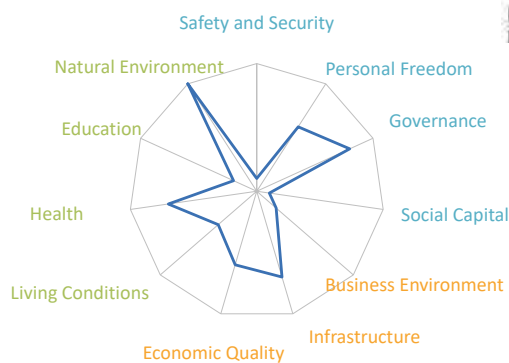 Safety and Security
Natural Environment
Personal Freedom
Education
Governance
Health
Social Capital
Living Conditions
Business Environment
Infrastructure
Economic Quality